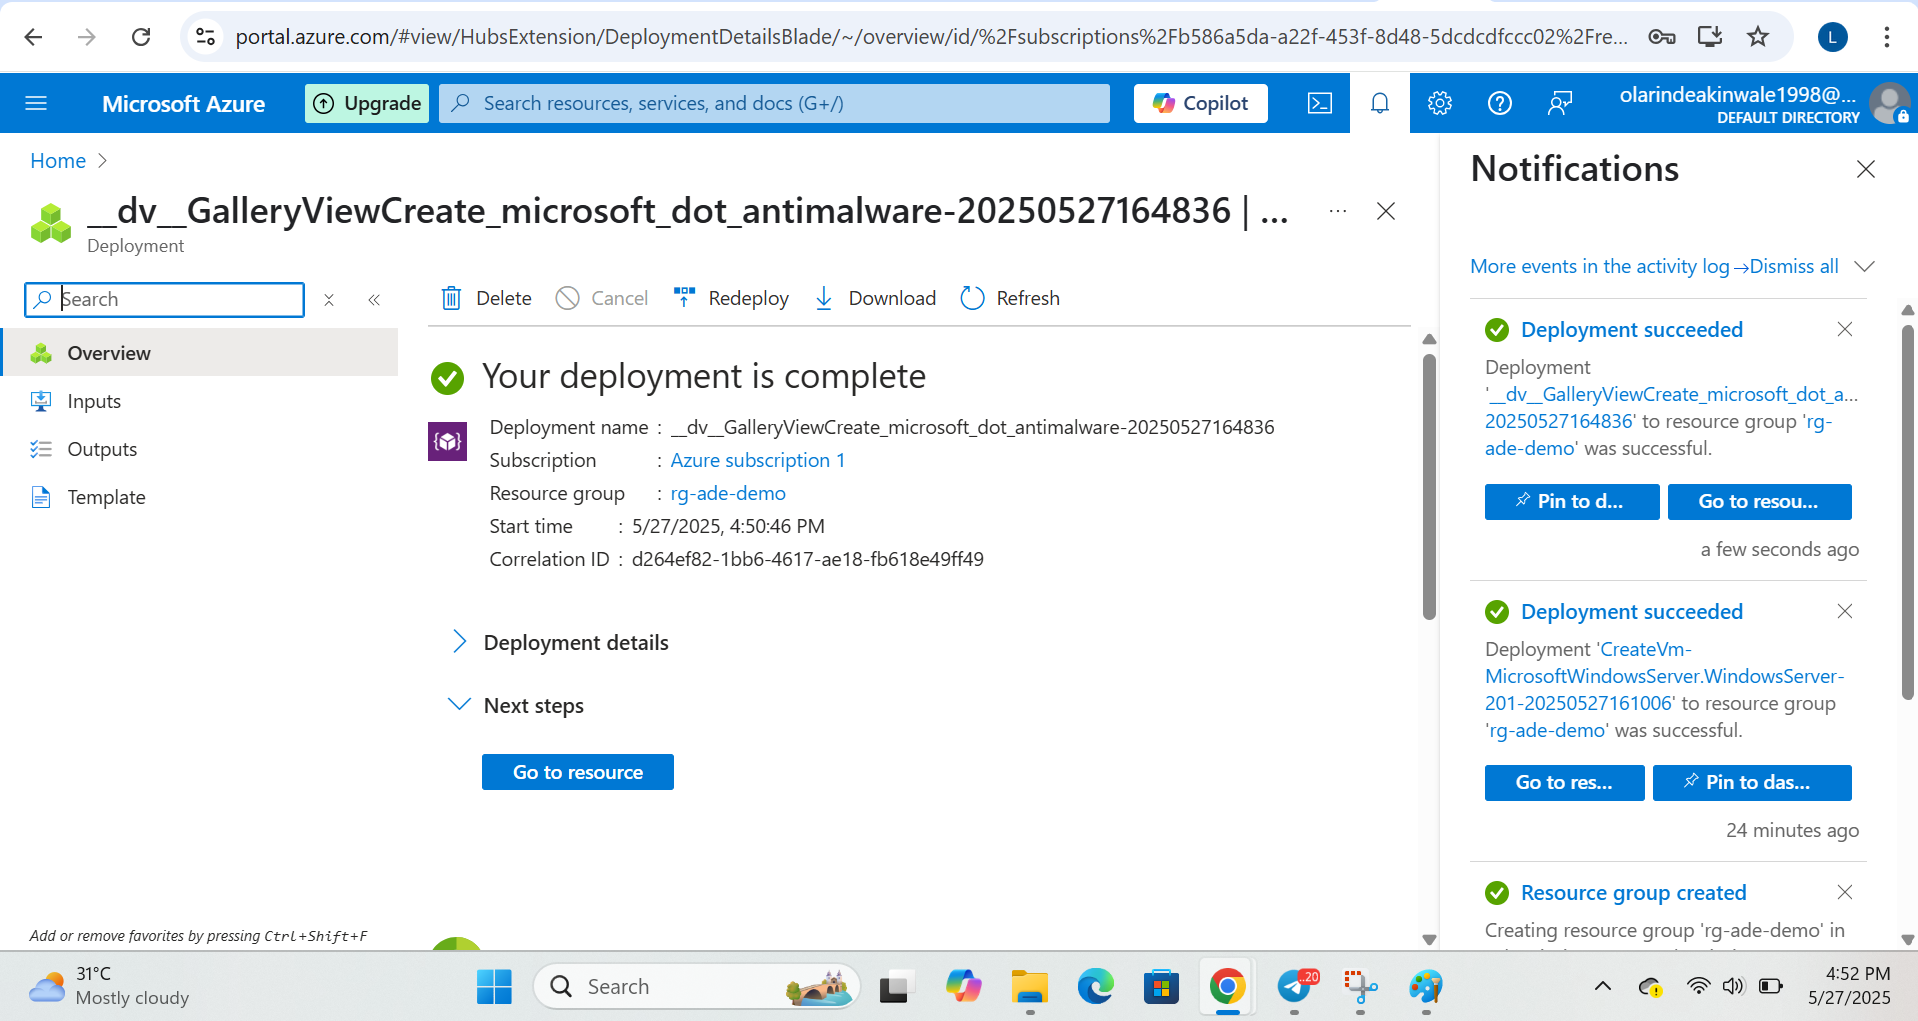 portal.azure.com/#view/HubsExtension/DeploymentDetailsBlade/~/overview/id/%2Fsubscriptions%2Fb586a5da-a22f-453f-8d48-5dcdcdfccc02%2Fre...
L
Microsoft Azure
Upgrade
Search resources, services, and docs (G+/)
Copilot
olarindeakinwale1998@...
DEFAULT DIRECTORY
Home
__dv__GalleryViewCreate_microsoft_dot_antimalware-20250527164836 | ...
Deployment
Search
Overview
Inputs
Outputs
Template
Add or remove favorites by pressing Ctrl+Shift+F
Delete
Cancel
Redeploy
Download
Refresh
Your deployment is complete
Deployment name : __dv__GalleryViewCreate_microsoft_dot_antimalware-20250527164836
Subscription : Azure subscription 1
Resource group : rg-ade-demo
Start time : 5/27/2025, 4:50:46 PM
Correlation ID : d264ef82-1bb6-4617-ae18-fb618e49ff49
Deployment details
Next steps
Go to resource
Notifications
More events in the activity log →
Dismiss all
Deployment succeeded
Deployment
'__dv__GalleryViewCreate_microsoft_dot_a...
20250527164836' to resource group 'rg-
ade-demo' was successful.
Pin to d...
Go to resou...
a few seconds ago
Deployment succeeded
Deployment 'CreateVm-
MicrosoftWindowsServer.WindowsServer-
201-20250527161006' to resource group
'rg-ade-demo' was successful.
Go to res...
Pin to das...
24 minutes ago
Resource group created
Creating resource group 'rg-ade-demo' in
31°C
Mostly cloudy
Search
..20
4:52 PM
5/27/2025